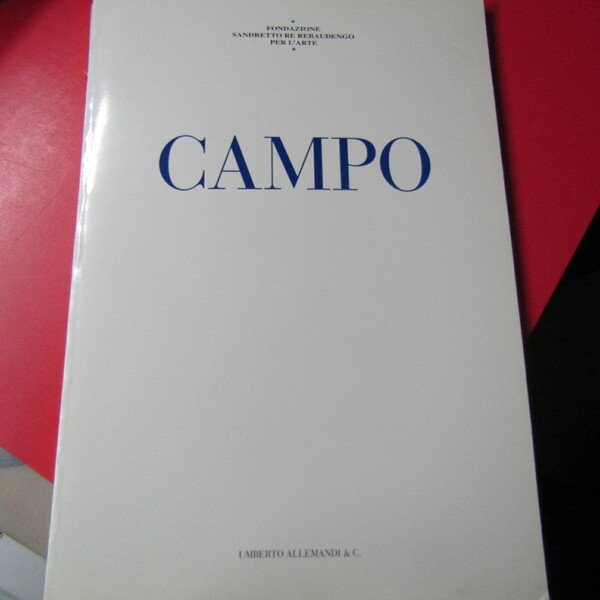 FONDAZIONE
SANDRETTO RE REBAUDENGO
PER L'ARTE
CAMPO
UMBERTO ALLEMANDI & C.